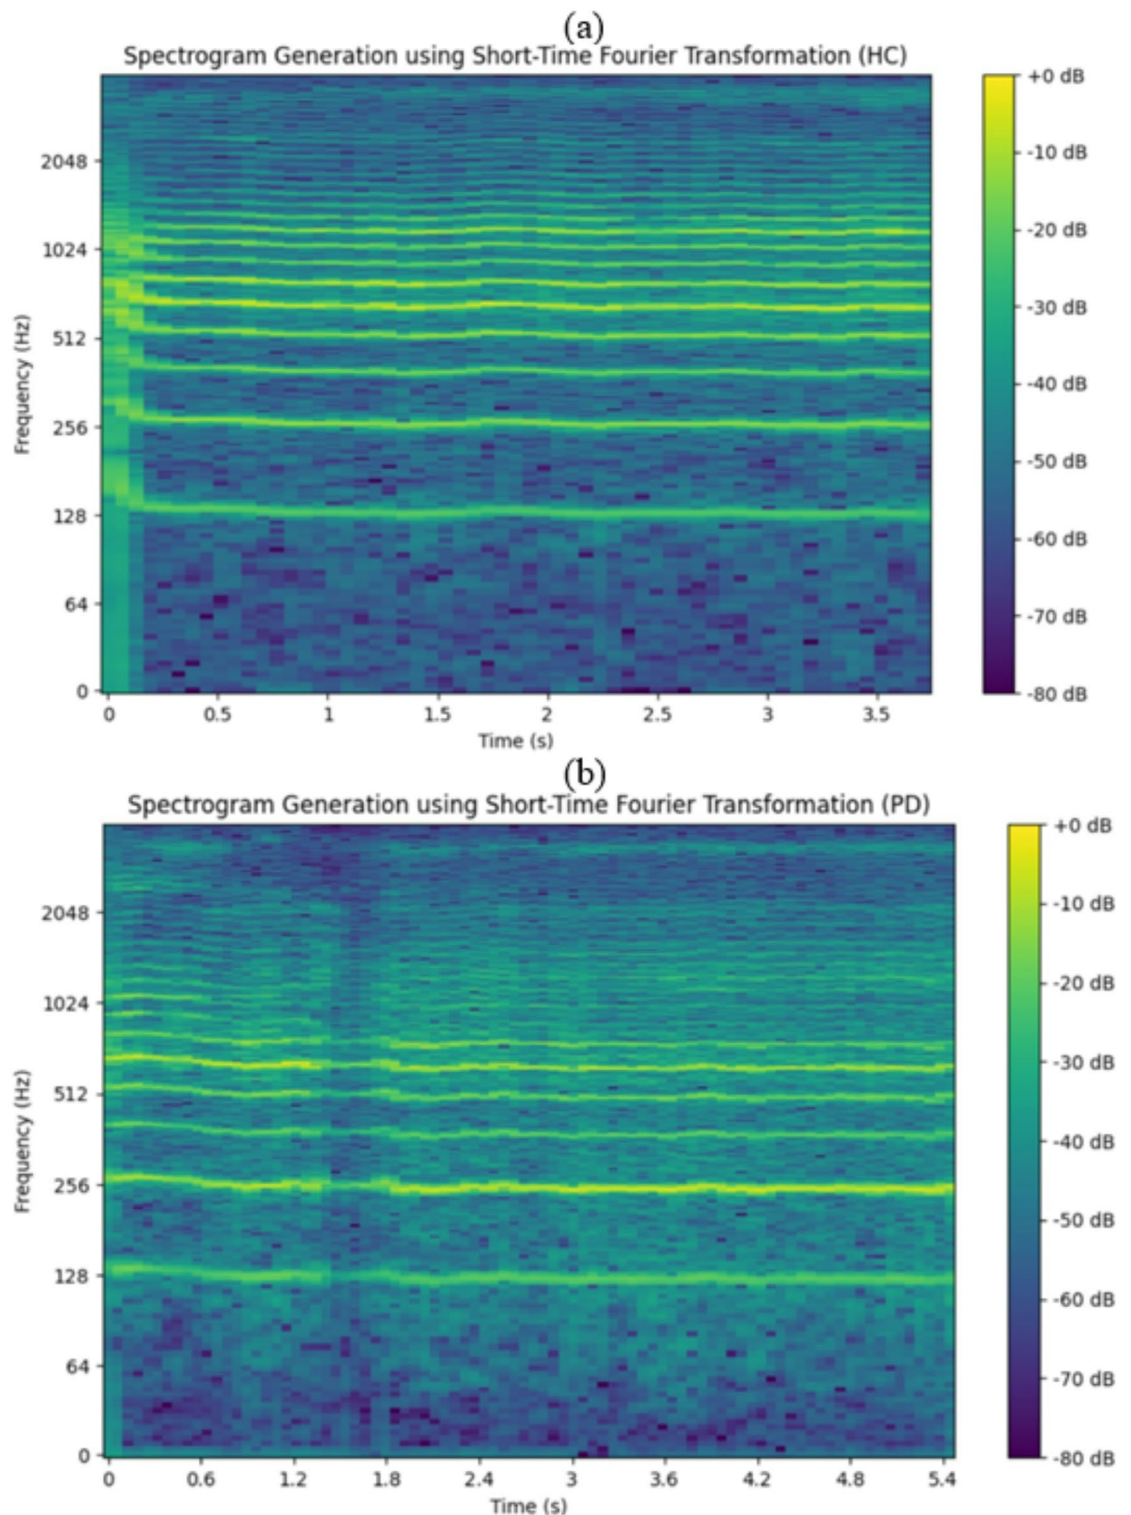 (a)
Spectrogram Generation using Short-Time Fourier Transformation (HC)
+0 dB
-10 dB
-20 dB
-30 dB
-40 dB
-50 dB
-60 dB
-70 dB
-80 dB
Frequency (Hz)
2048
1024
512
256
128
64
0
0 0.5 1 1.5 2 2.5 3 3.5
Time (s)
(b)
Spectrogram Generation using Short-Time Fourier Transformation (PD)
+0 dB
-10 dB
-20 dB
-30 dB
-40 dB
-50 dB
-60 dB
-70 dB
-80 dB
Frequency (Hz)
2048
1024
512
256
128
64
0
0 0.6 1.2 1.8 2.4 3 3.6 4.2 4.8 5.4
Time (s)